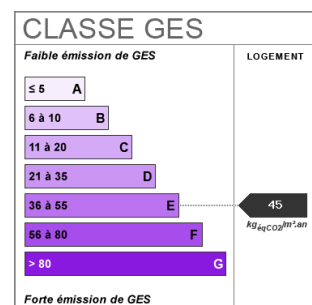 CLASSE GES
Faible émission de GES
LOGEMENT
≤ 5 A
6 à 10 B
11 à 20 C
21 à 35 D
36 à 55 E
45
kgéqCO2/m².an
56 à 80 F
> 80 G
Forte émission de GES